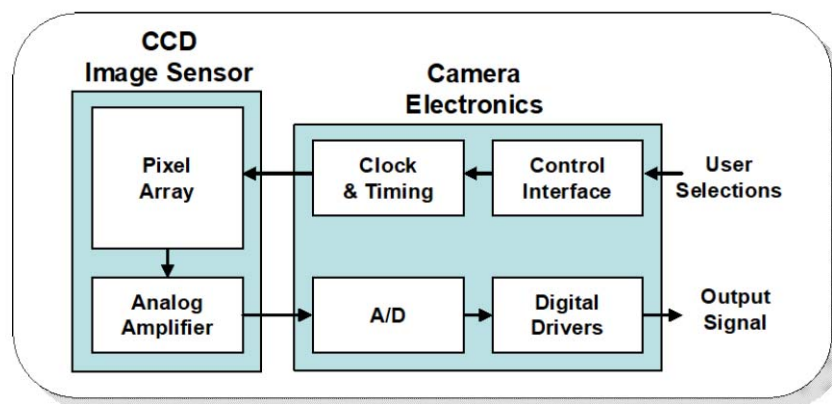 CCD
Image Sensor
Camera
Electronics
Pixel
Array
Clock
& Timing
Control
Interface
User
Selections
Analog
Amplifier
A/D
Digital
Drivers
Output
Signal